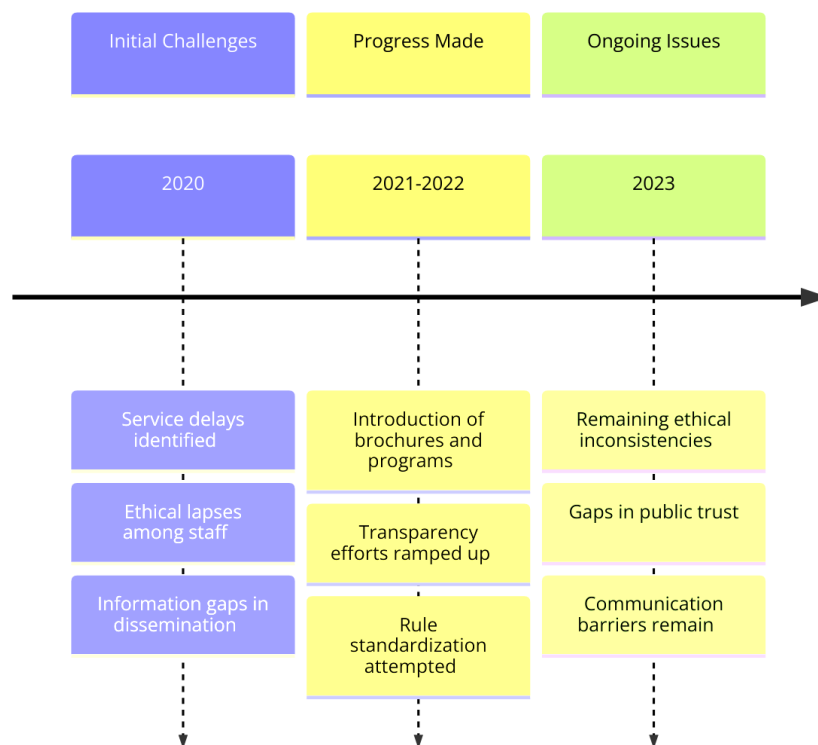 Initial Challenges
Progress Made
Ongoing Issues
2020
2021-2022
2023
Service delays
identified
Ethical lapses
among staff
Information gaps in
dissemination
Introduction of
brochures and
programs
Transparency
efforts ramped up
Rule
standardization
attempted
Remaining ethical
inconsistencies
Gaps in public trust
Communication
barriers remain